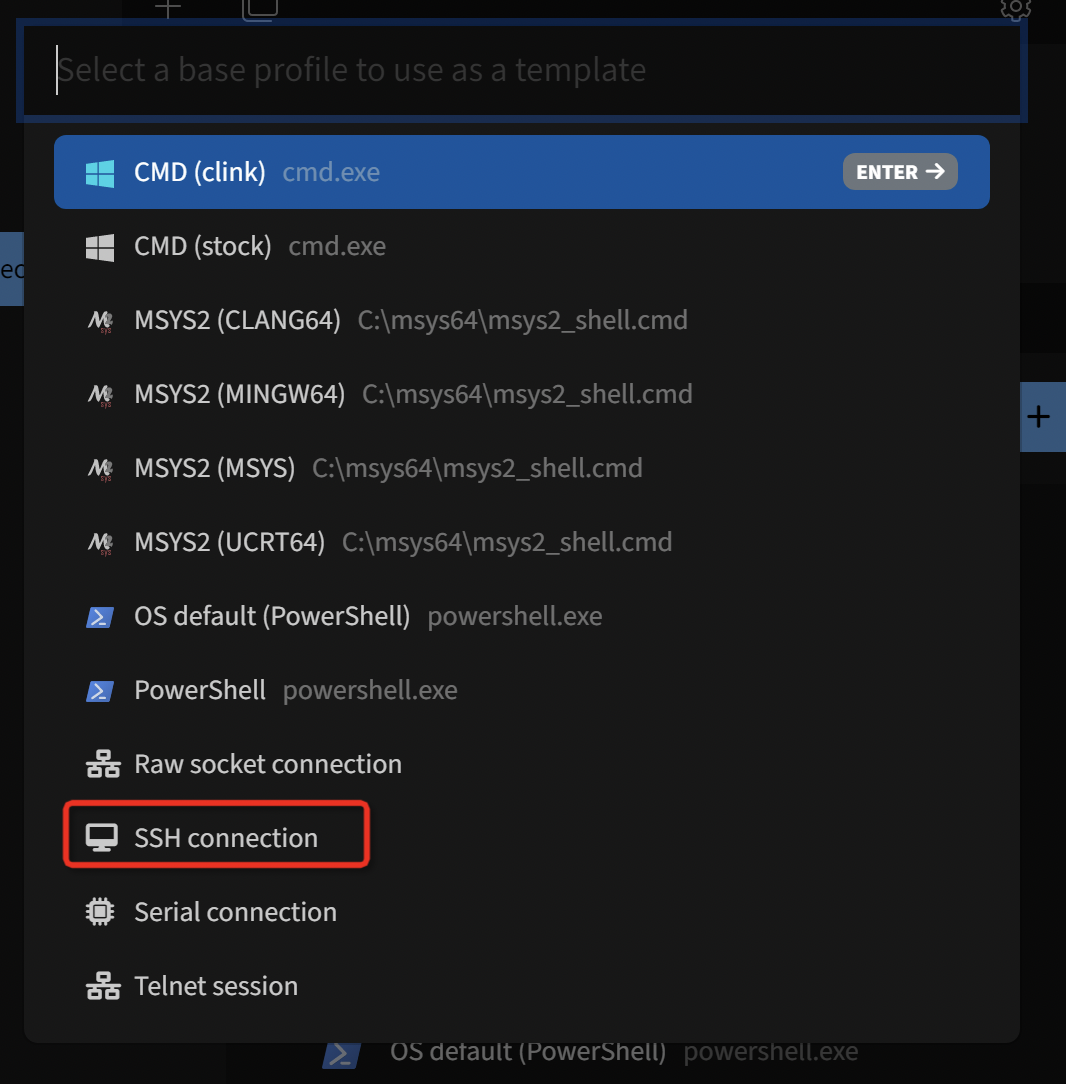 Select a base profile to use as a template
CMD (clink) cmd.exe ENTER →
CMD (stock) cmd.exe
MSYS2 (CLANG64) C:\msys64\msys2_shell.cmd
MSYS2 (MINGW64) C:\msys64\msys2_shell.cmd
MSYS2 (MSYS) C:\msys64\msys2_shell.cmd
MSYS2 (UCRT64) C:\msys64\msys2_shell.cmd
OS default (PowerShell) powershell.exe
PowerShell powershell.exe
Raw socket connection
SSH connection
Serial connection
Telnet session
OS default (PowerShell) powershell.exe